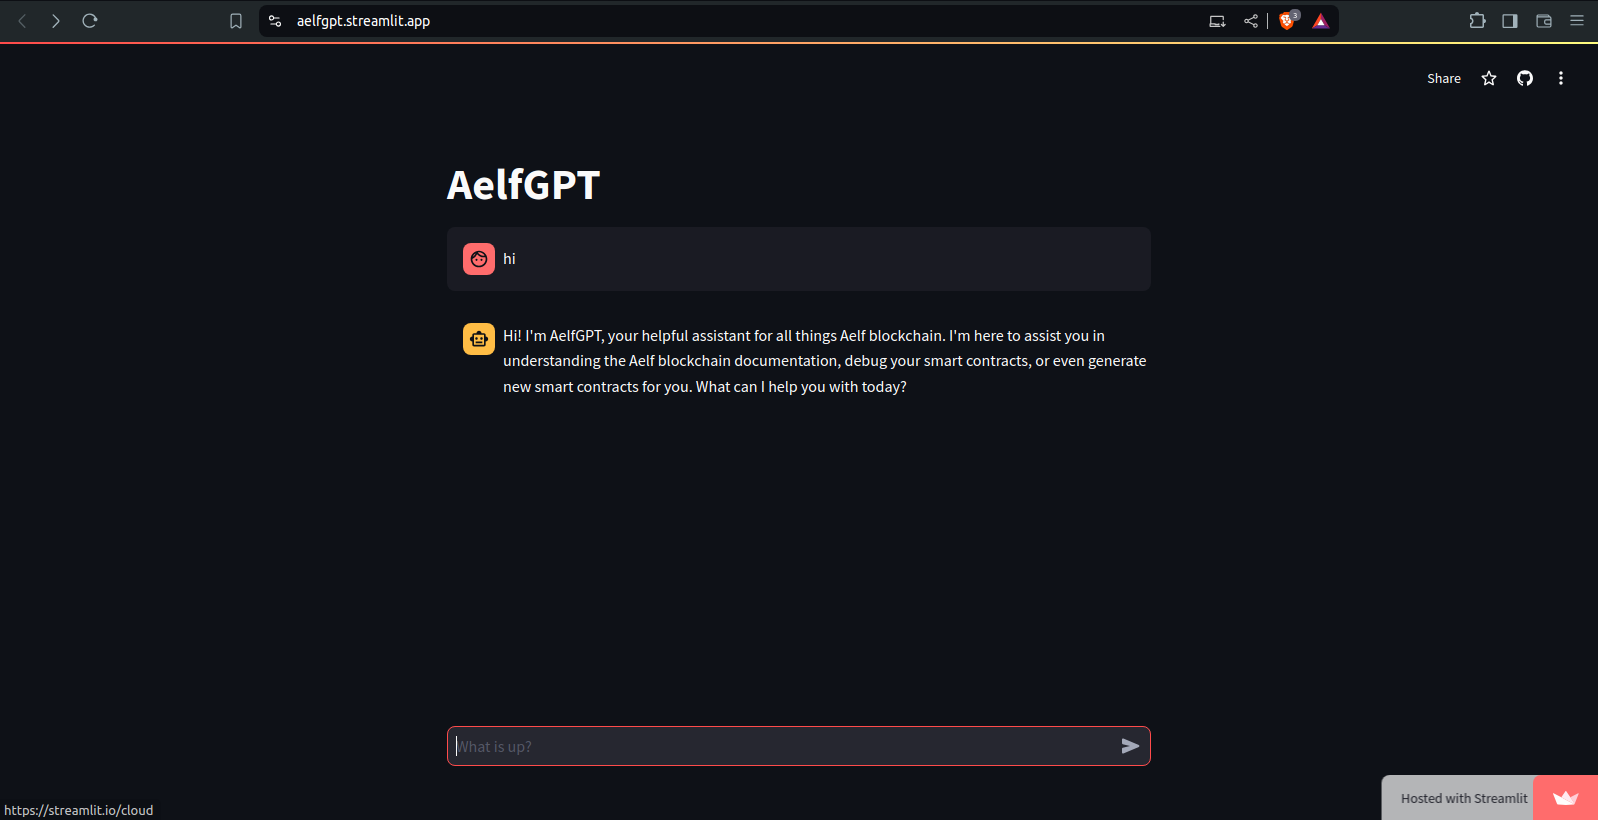 aelfgpt.streamlit.app
3
Share
AelfGPT
hi
Hi! I'm AelfGPT, your helpful assistant for all things Aelf blockchain. I'm here to assist you in
understanding the Aelf blockchain documentation, debug your smart contracts, or even generate
new smart contracts for you. What can I help you with today?
What is up?
Hosted with Streamlit
https://streamlit.io/cloud